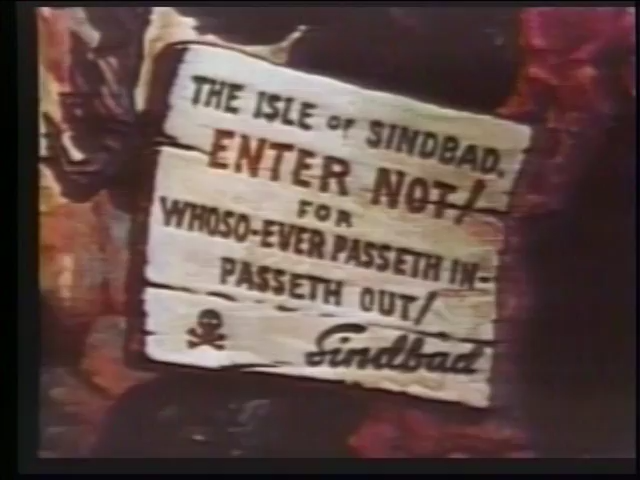 THE ISLE OF SINDBAD.
ENTER NOT!
FOR
WHOSO-EVER PASSETH IN-
PASSETH OUT!
Sindbad